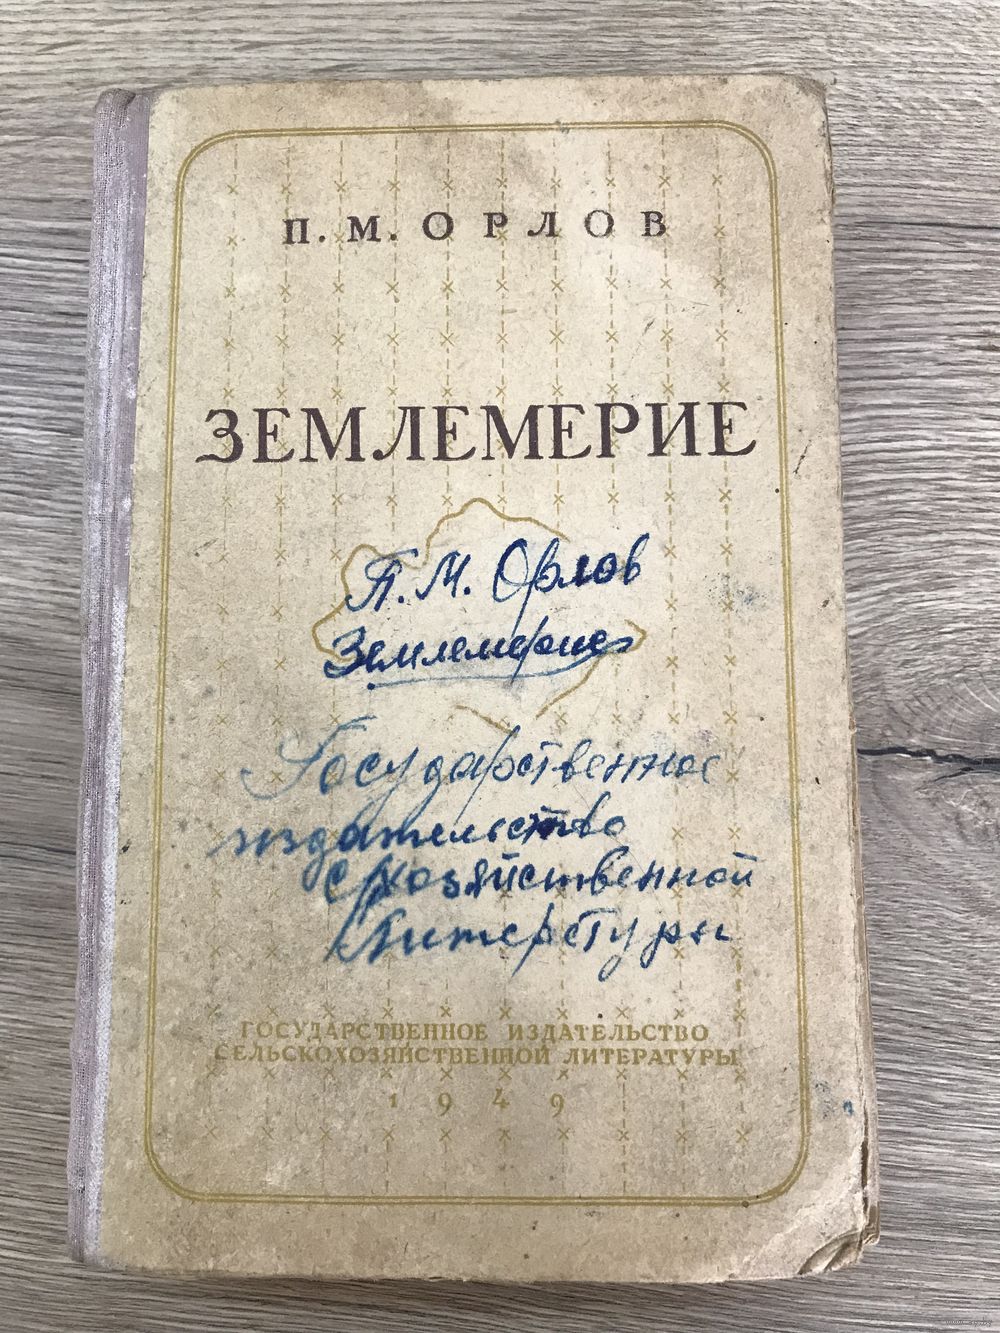 П. М. ОРЛОВ
ЗЕМЛЕМЕРИЕ
П. М. Орлов
Землемерие
Государственное
издательство
с/хозяйственной
литературы
ГОСУДАРСТВЕННОЕ ИЗДАТЕЛЬСТВО
СЕЛЬСКОХОЗЯЙСТВЕННОЙ ЛИТЕРАТУРЫ
1949